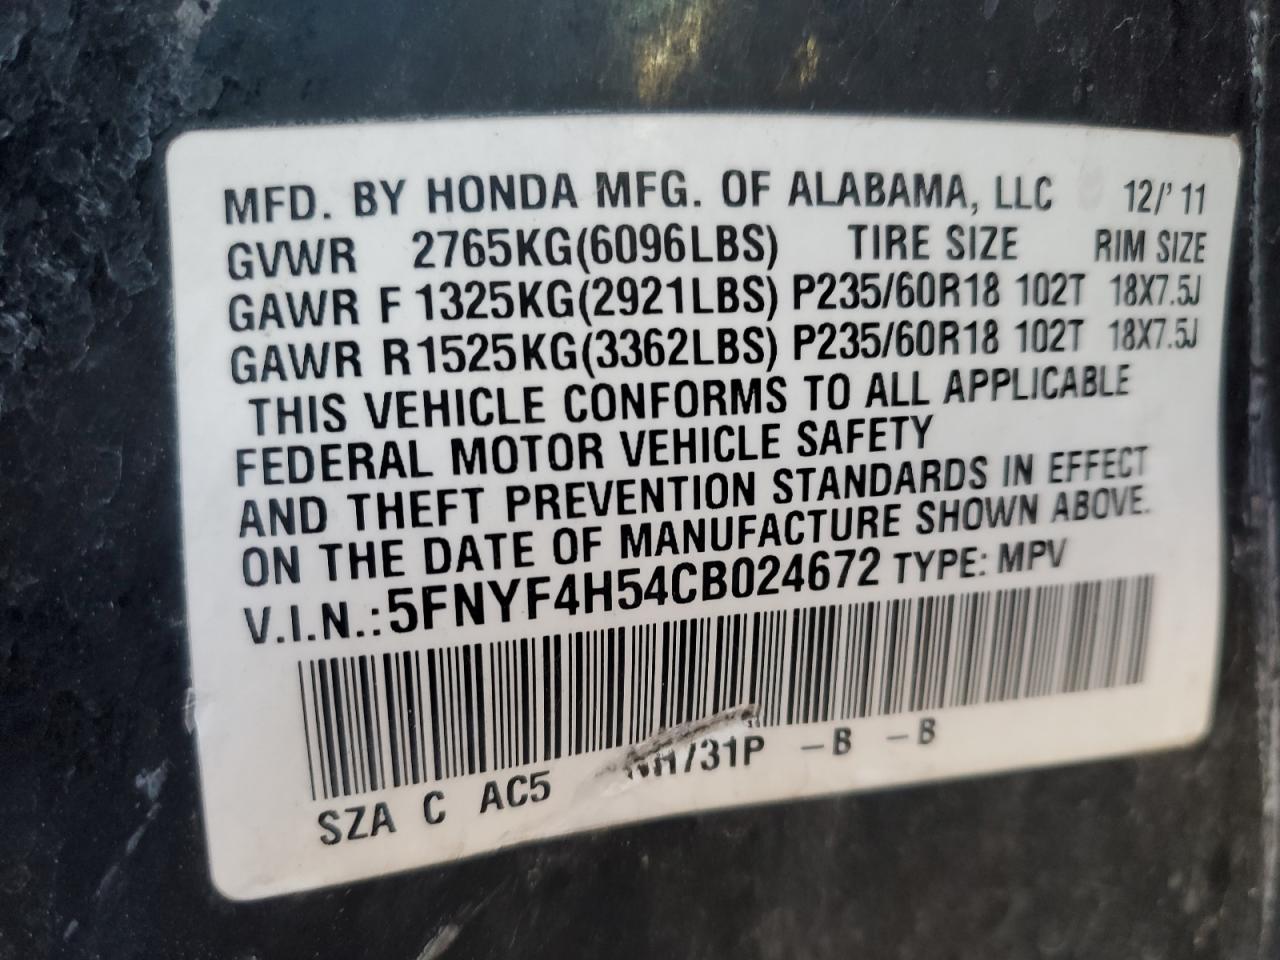 MFD. BY HONDA MFG. OF ALABAMA, LLC 12/'11
GVWR 2765KG(6096LBS) TIRE SIZE RIM SIZE
GAWR F 1325KG(2921LBS) P235/60R18 102T 18X7.5J
GAWR R 1525KG(3362LBS) P235/60R18 102T 18X7.5J
THIS VEHICLE CONFORMS TO ALL APPLICABLE
FEDERAL MOTOR VEHICLE SAFETY
AND THEFT PREVENTION STANDARDS IN EFFECT
ON THE DATE OF MANUFACTURE SHOWN ABOVE.
V.I.N.: 5FNYF4H54CB024672 TYPE: MPV
SZA C AC5 -B -B